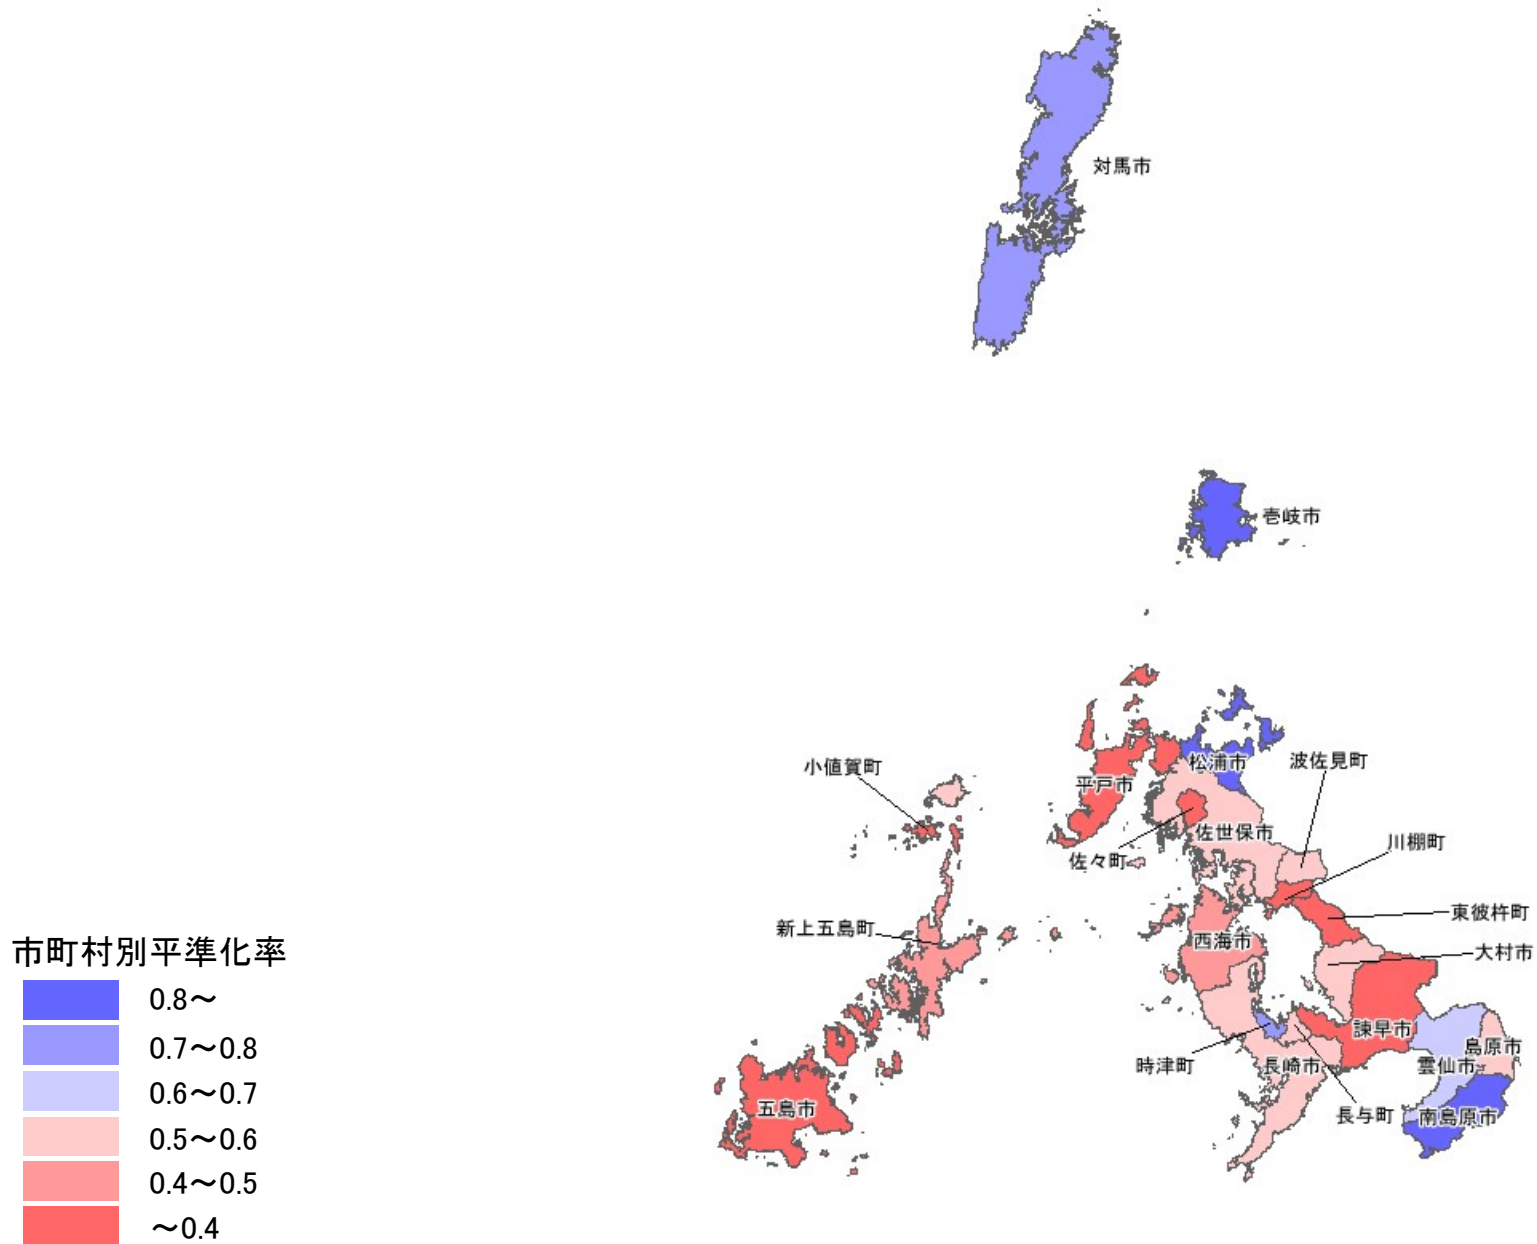 対馬市
壱岐市
小値賀町
松浦市
波佐見町
平戸市
佐世保市
川棚町
佐々町
東彼杵町
新上五島町
西海市
大村市
市町村別平準化率
0.8～
0.7～0.8
0.6～0.7
0.5～0.6
0.4～0.5
～0.4
諫早市
島原市
時津町
長崎市
雲仙市
五島市
長与町
南島原市